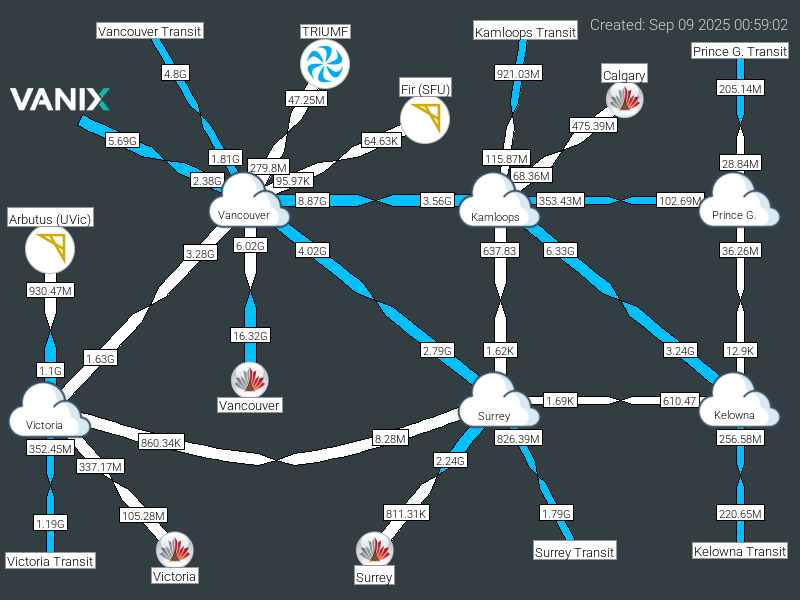 Created: Sep 09 2025 00:59:02
Vancouver Transit
TRIUMF
Kamloops Transit
Prince G. Transit
4.8G
921.03M
Calgary
Fir (SFU)
205.14M
VANIX
47.25M
475.39M
5.69G
64.63K
1.81G
115.87M
28.84M
279.8M
68.36M
2.38G
95.97K
8.87G
3.56G
353.43M
102.69M
Vancouver
Kamloops
Prince G.
Arbutus (UVic)
3.28G
6.02G
4.02G
637.83
6.33G
36.26M
930.47M
16.32G
1.63G
2.79G
1.62K
3.24G
12.9K
1.1G
Vancouver
1.69K
610.47
Victoria
Surrey
Kelowna
860.34K
8.28M
826.39M
256.58M
352.45M
337.17M
2.24G
105.28M
811.31K
1.79G
220.65M
1.19G
Victoria Transit
Victoria
Surrey
Surrey Transit
Kelowna Transit